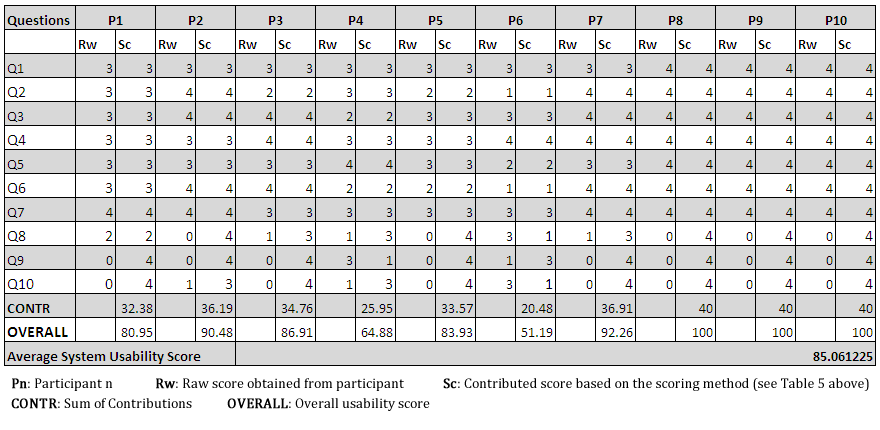 Questions P1 P2 P3 P4 P5 P6 P7 P8 P9 P10
Rw Sc Rw Sc Rw Sc Rw Sc Rw Sc Rw Sc Rw Sc Rw Sc Rw Sc Rw Sc
Q1 3 3 3 3 3 3 3 3 3 3 3 3 3 3 4 4 4 4 4 4
Q2 3 3 4 4 2 2 3 3 2 2 1 1 4 4 4 4 4 4 4 4
Q3 3 3 4 4 4 4 2 2 3 3 3 3 4 4 4 4 4 4 4 4
Q4 3 3 3 3 4 4 3 3 3 3 4 4 4 4 4 4 4 4 4 4
Q5 3 3 3 3 3 3 4 4 3 3 2 2 3 3 4 4 4 4 4 4
Q6 3 3 4 4 4 4 2 2 2 2 1 1 4 4 4 4 4 4 4 4
Q7 4 4 4 4 3 3 3 3 3 3 3 3 4 4 4 4 4 4 4 4
Q8 2 2 0 4 1 3 1 3 0 4 3 1 1 3 0 4 0 4 0 4
Q9 0 4 0 4 0 4 3 1 0 4 1 3 0 4 0 4 0 4 0 4
Q10 0 4 1 3 0 4 1 3 0 4 3 1 0 4 0 4 0 4 0 4
CONTR 32.38 36.19 34.76 25.95 33.57 20.48 36.91 40 40 40
OVERALL 80.95 90.48 86.91 64.88 83.93 51.19 92.26 100 100 100
Average System Usability Score 85.061225
Pn: Participant n Rw: Raw score obtained from participant Sc: Contributed score based on the scoring method (see Table 5 above)
CONTR: Sum of Contributions OVERALL: Overall usability score